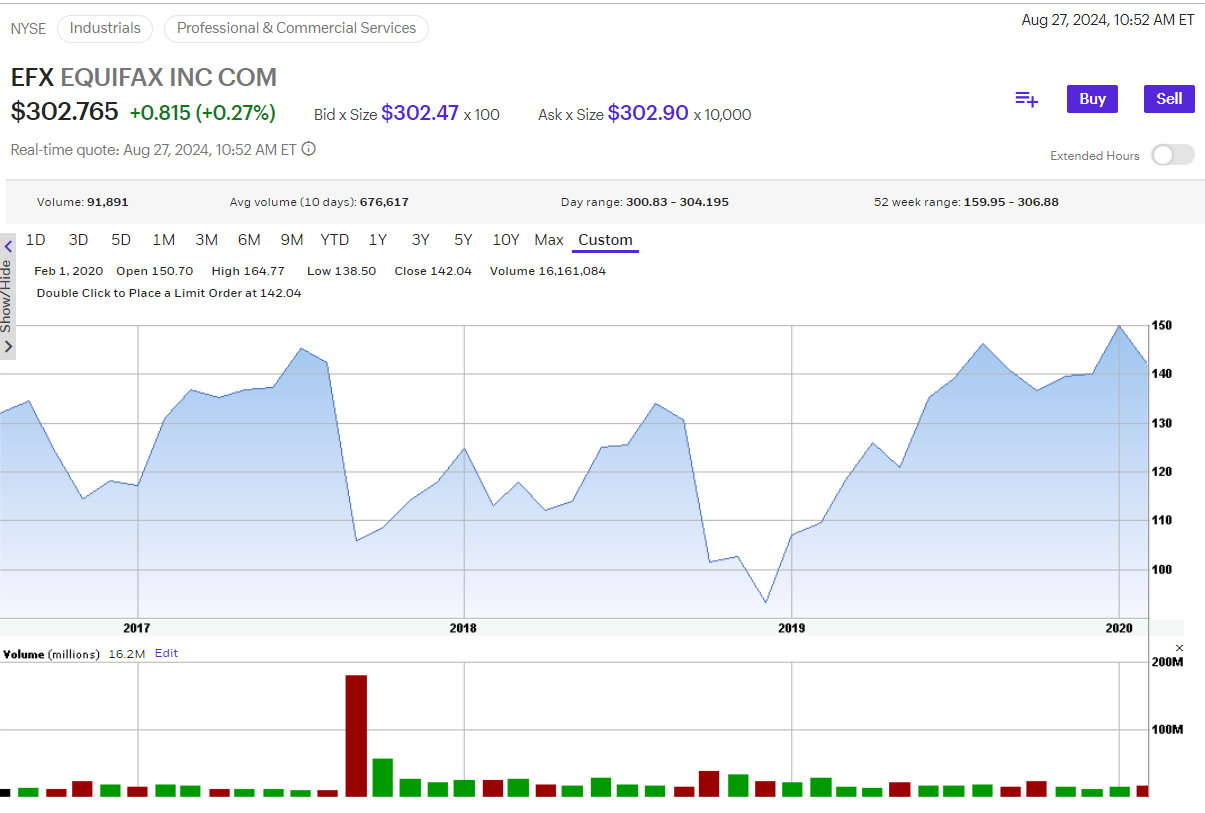 NYSE Industrials Professional & Commercial Services
Aug 27, 2024, 10:52 AM ET
EFX EQUIFAX INC COM
$302.765 +0.815 (+0.27%) Bid x Size $302.47 x 100 Ask x Size $302.90 x 10,000
Buy Sell
Real-time quote: Aug 27, 2024, 10:52 AM ET
Extended Hours
Volume: 91,891 Avg volume (10 days): 676,617 Day range: 300.83 - 304.195 52 week range: 159.95 - 306.88
1D 3D 5D 1M 3M 6M 9M YTD 1Y 3Y 5Y 10Y Max Custom
Show/Hide
Feb 1, 2020 Open 150.70 High 164.77 Low 138.50 Close 142.04 Volume 16,161,084
Double Click to Place a Limit Order at 142.04
150
140
130
120
110
100
2017 2018 2019 2020
Volume (millions) 16.2M Edit
200M
100M